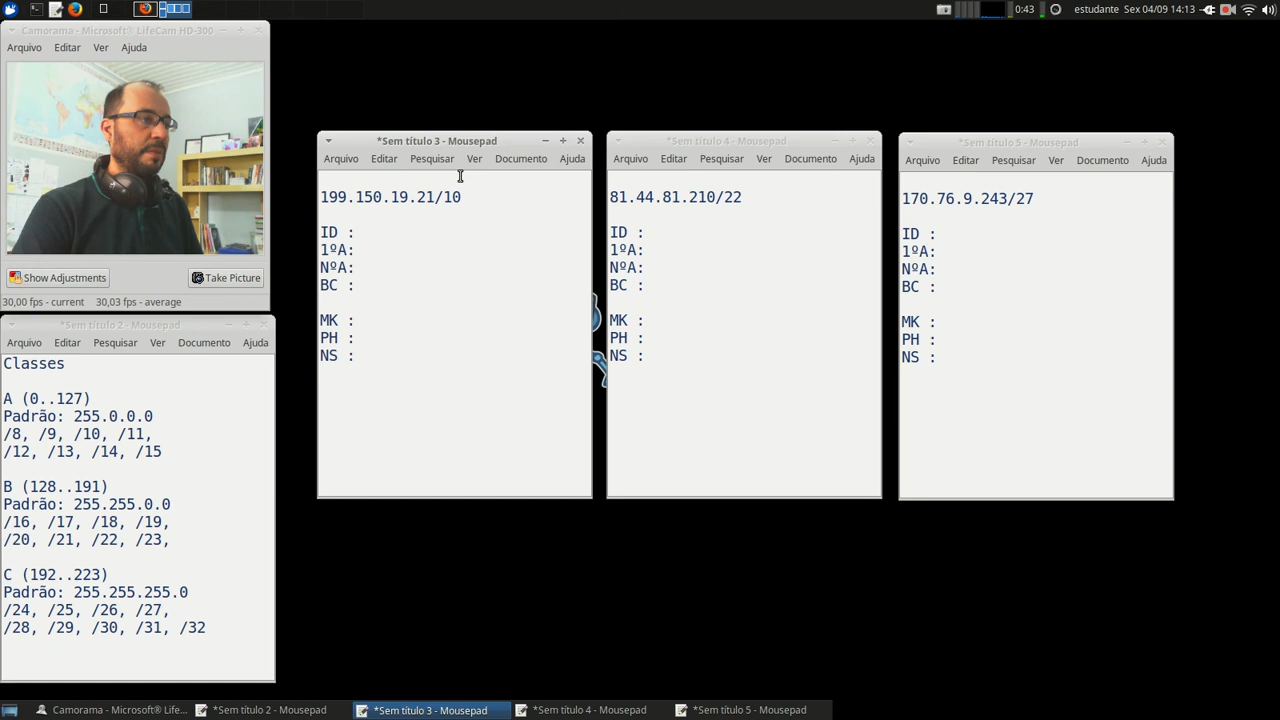 0:43 estudante Sex 04/09 14:13
Camorama - Microsoft® LifeCam HD-300
Arquivo Editar Ver Ajuda
Show Adjustments Take Picture
30,00 fps - current 30,03 fps - average
*Sem título 2 - Mousepad
Arquivo Editar Pesquisar Ver Documento Ajuda
Classes
A (0..127)
Padrão: 255.0.0.0
/8, /9, /10, /11,
/12, /13, /14, /15
B (128..191)
Padrão: 255.255.0.0
/16, /17, /18, /19,
/20, /21, /22, /23,
C (192..223)
Padrão: 255.255.255.0
/24, /25, /26, /27,
/28, /29, /30, /31, /32
*Sem título 3 - Mousepad
Arquivo Editar Pesquisar Ver Documento Ajuda
199.150.19.21/10
ID :
1ºA:
NºA:
BC :
MK :
PH :
NS :
*Sem título 4 - Mousepad
Arquivo Editar Pesquisar Ver Documento Ajuda
81.44.81.210/22
ID :
1ºA:
NºA:
BC :
MK :
PH :
NS :
*Sem título 5 - Mousepad
Arquivo Editar Pesquisar Ver Documento Ajuda
170.76.9.243/27
ID :
1ºA:
NºA:
BC :
MK :
PH :
NS :
Camorama - Microsoft® Life... *Sem título 2 - Mousepad *Sem título 3 - Mousepad *Sem título 4 - Mousepad *Sem título 5 - Mousepad